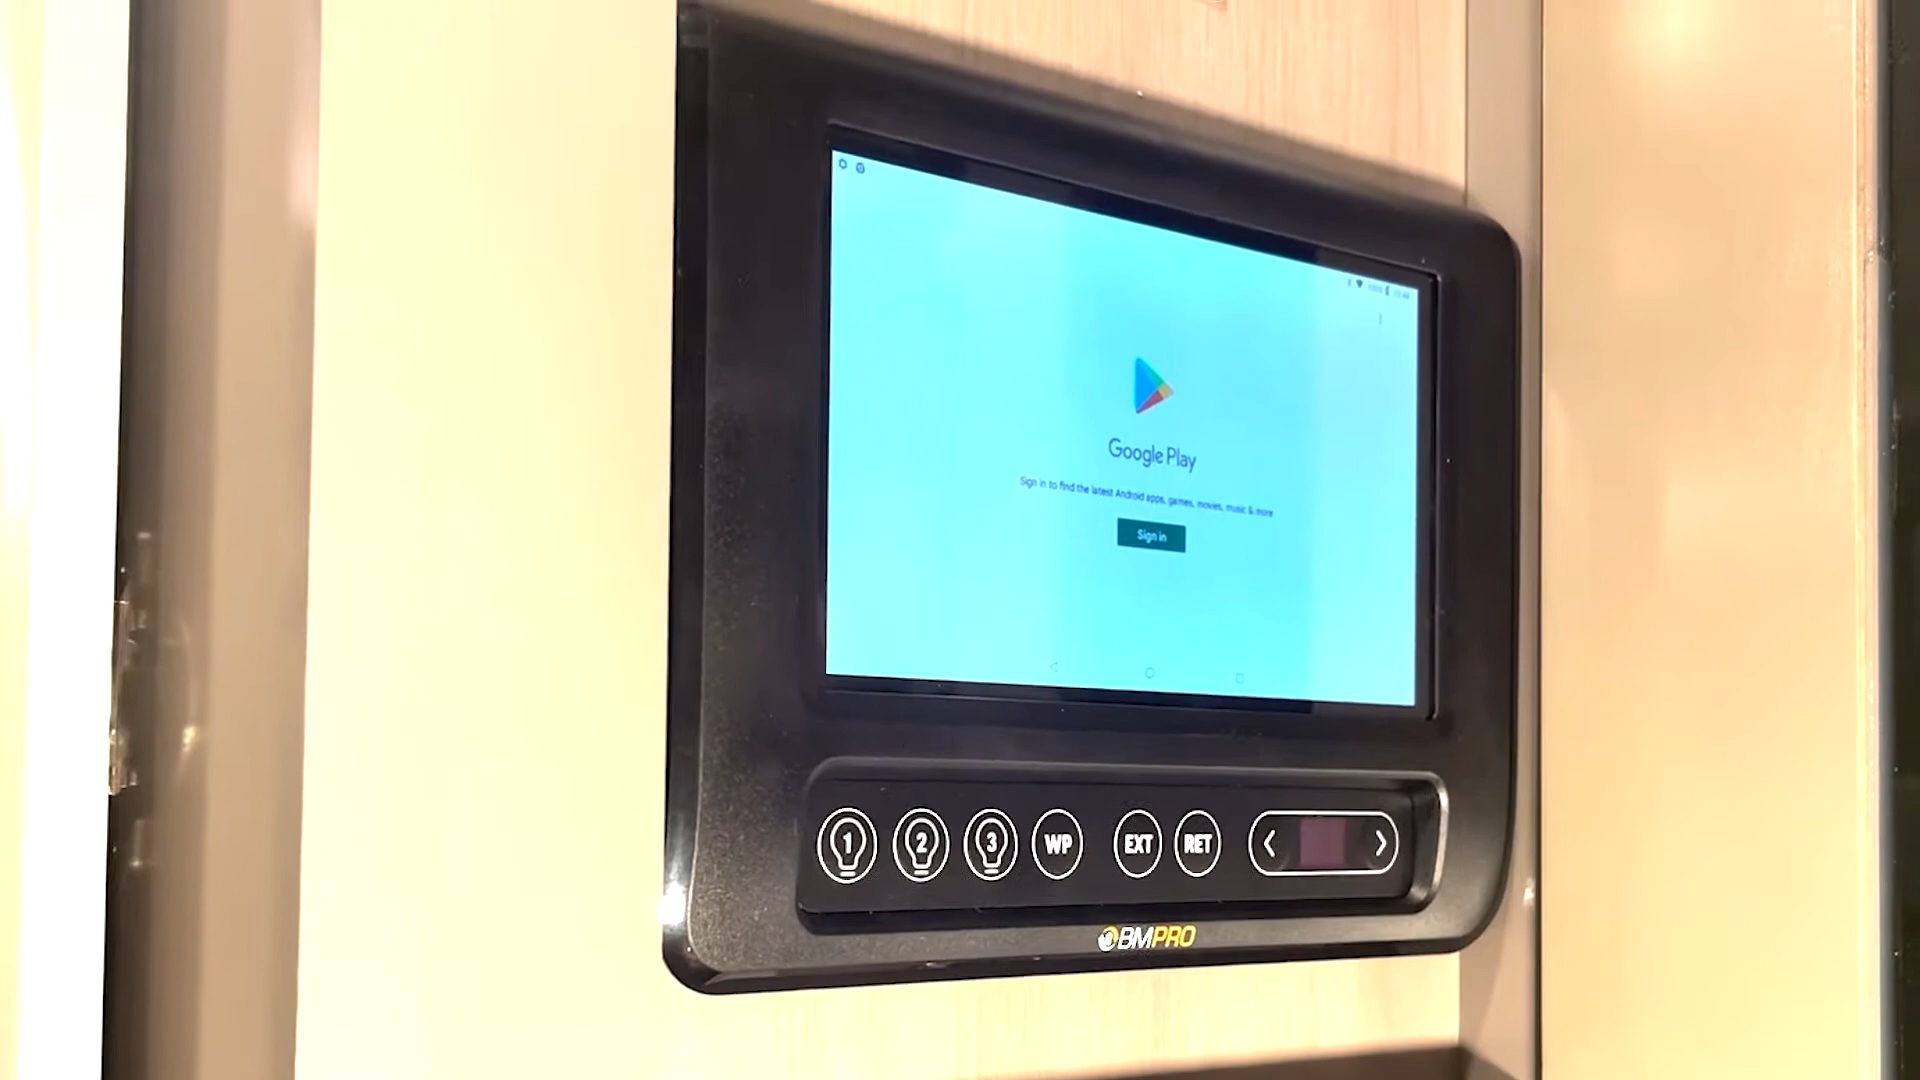 Google Play
Sign in to find the latest Android apps, games, movies, music & more
Sign in
1 2 3 WP EXT RET
BMPRO